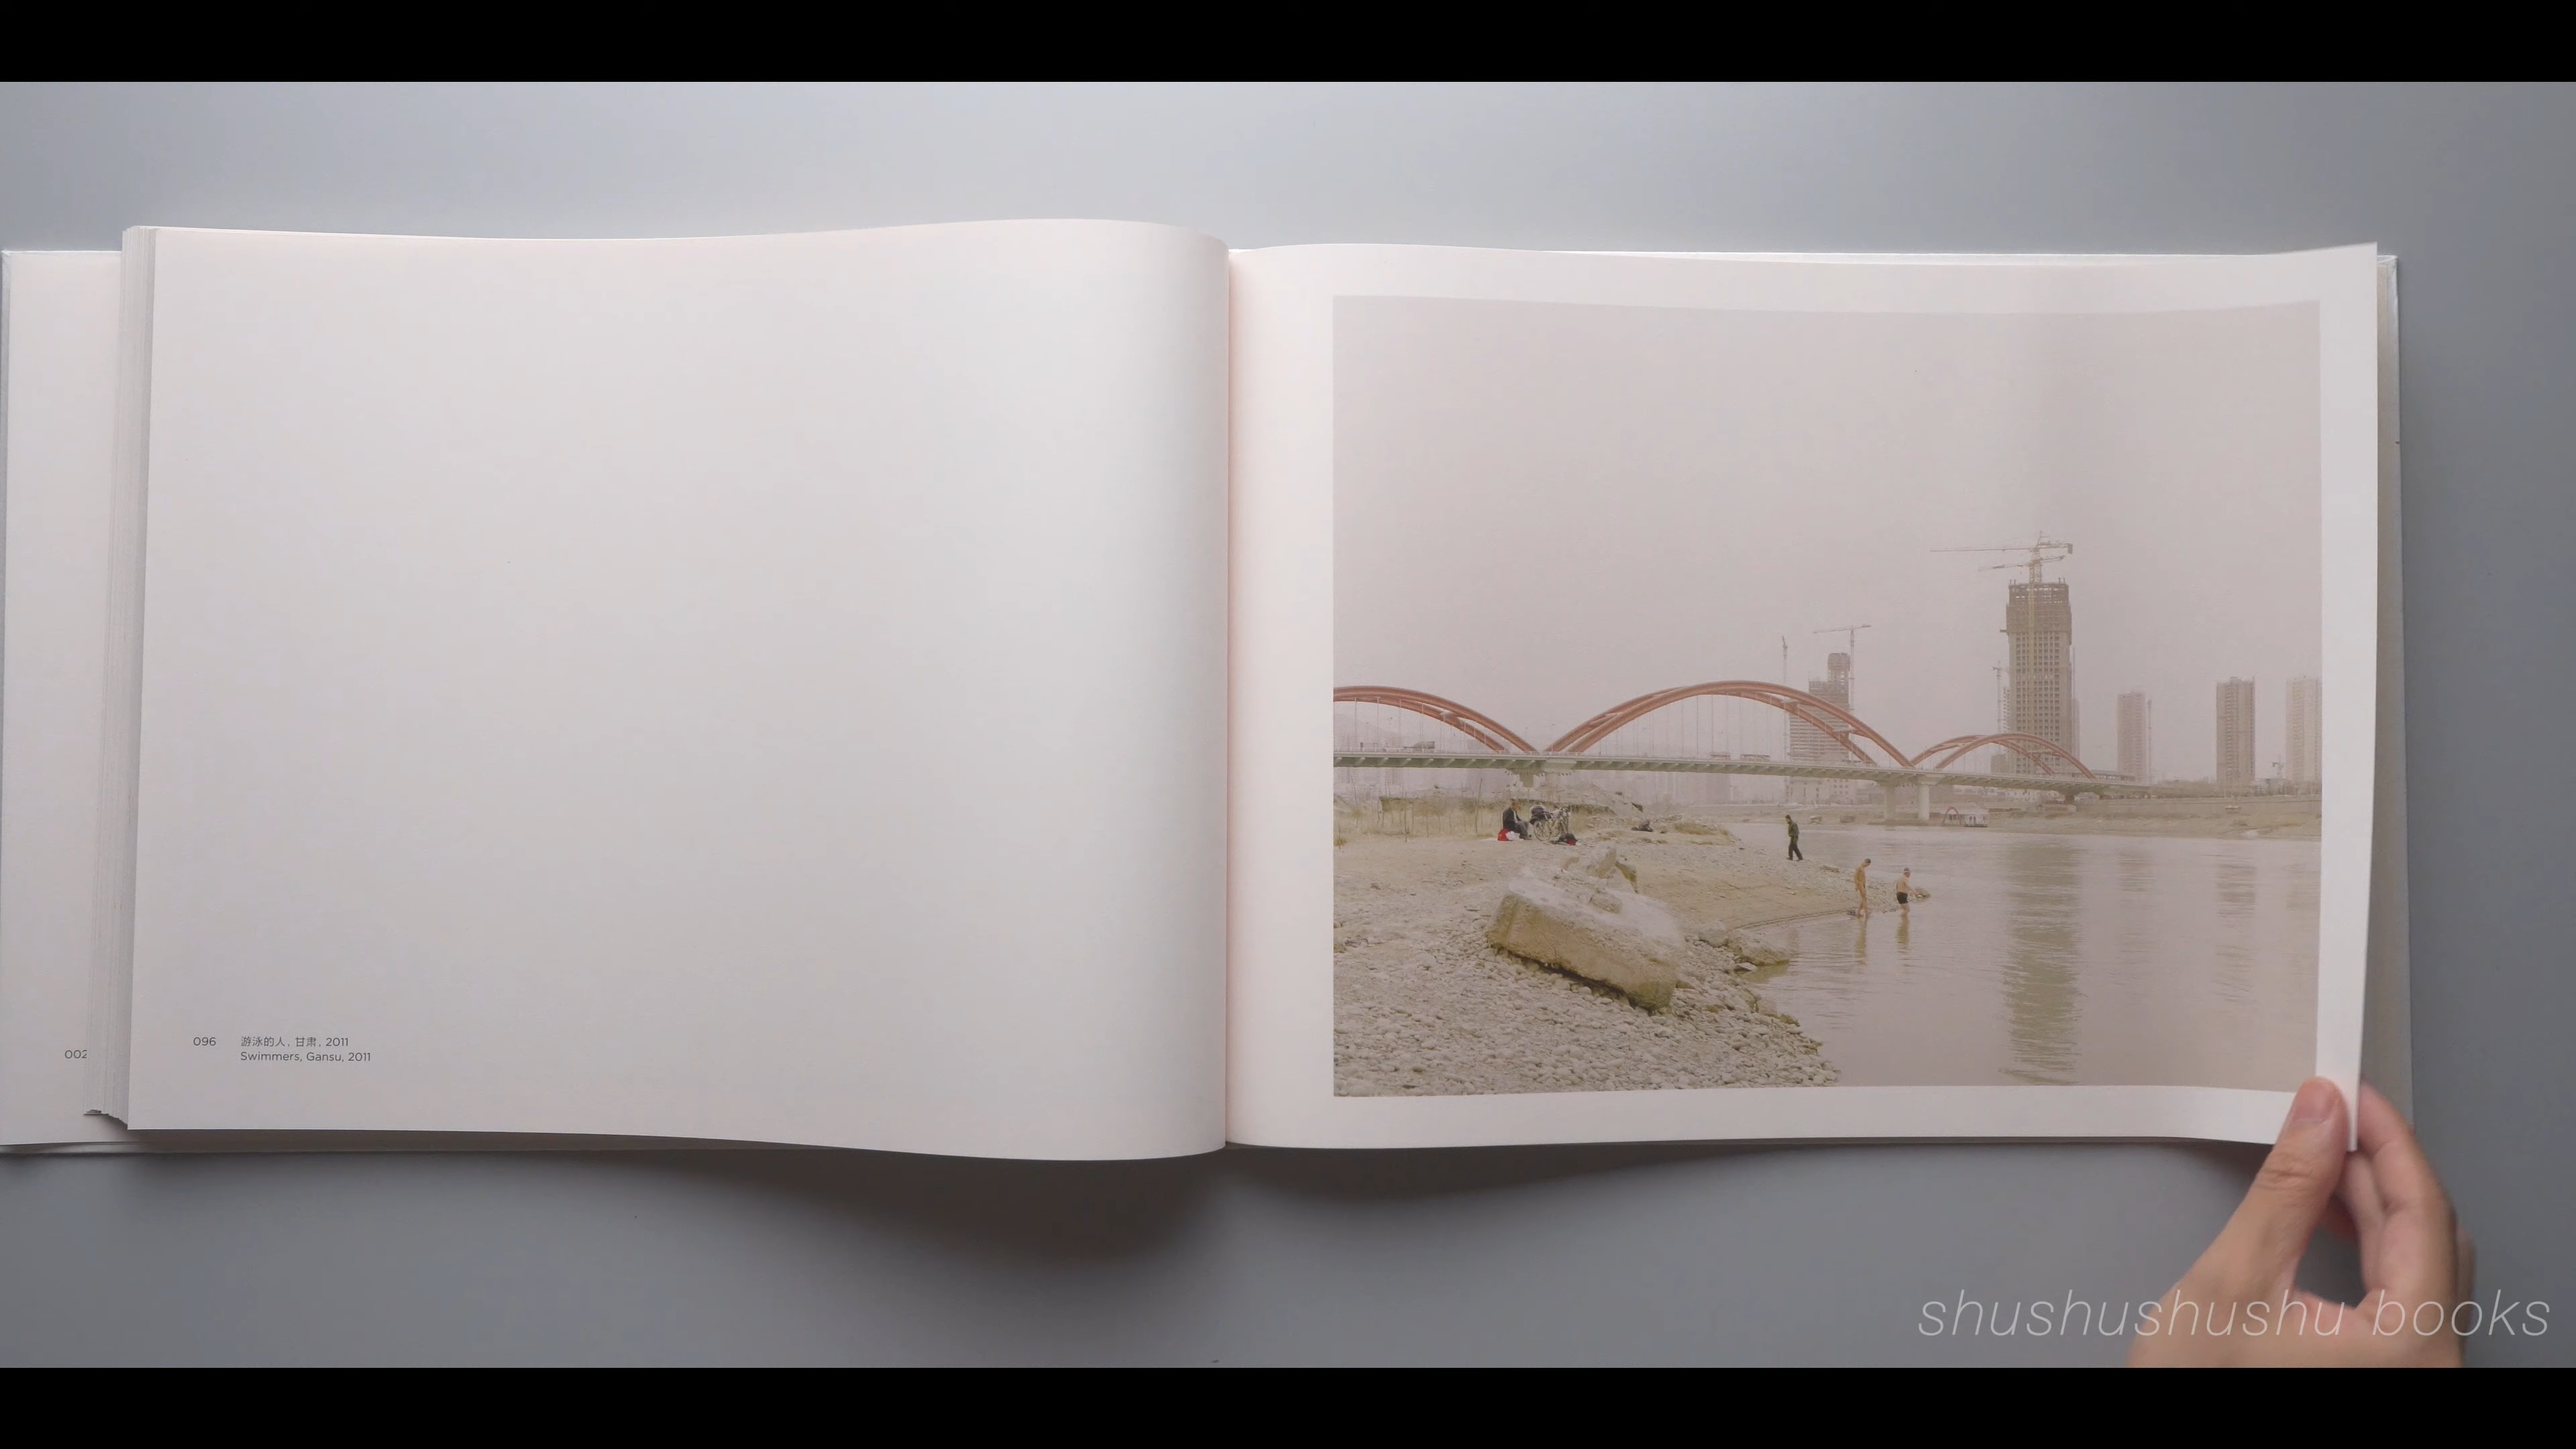 002
096 游泳的人, 甘肃, 2011
Swimmers, Gansu, 2011
shushushushu books